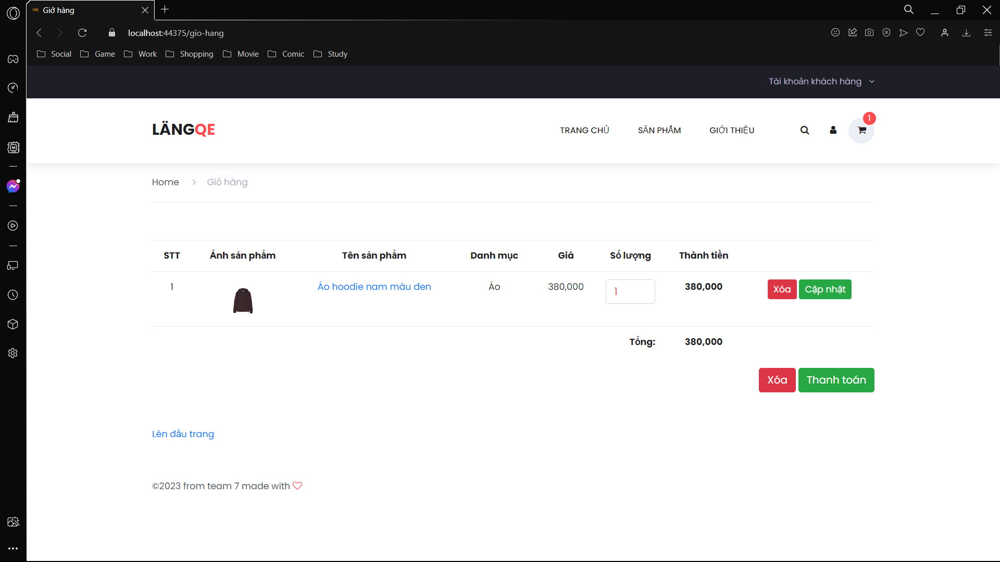 Giở hàng
localhost:44375/gio-hang
Social Game Work Shopping Movie Comic Study
Tài khoản khách hàng
LÄNGQE
TRANG CHỦ SẢN PHẨM GIỚI THIỆU 1
Home > Giỏ hàng
STT Ảnh sản phẩm Tên sản phẩm Danh mục Giá Số lượng Thành tiền
1 Áo hoodie nam màu đen Áo 380,000 1 380,000 Xóa Cập nhật
Tổng: 380,000
Xóa Thanh toán
Lên đầu trang
©2023 from team 7 made with ♡